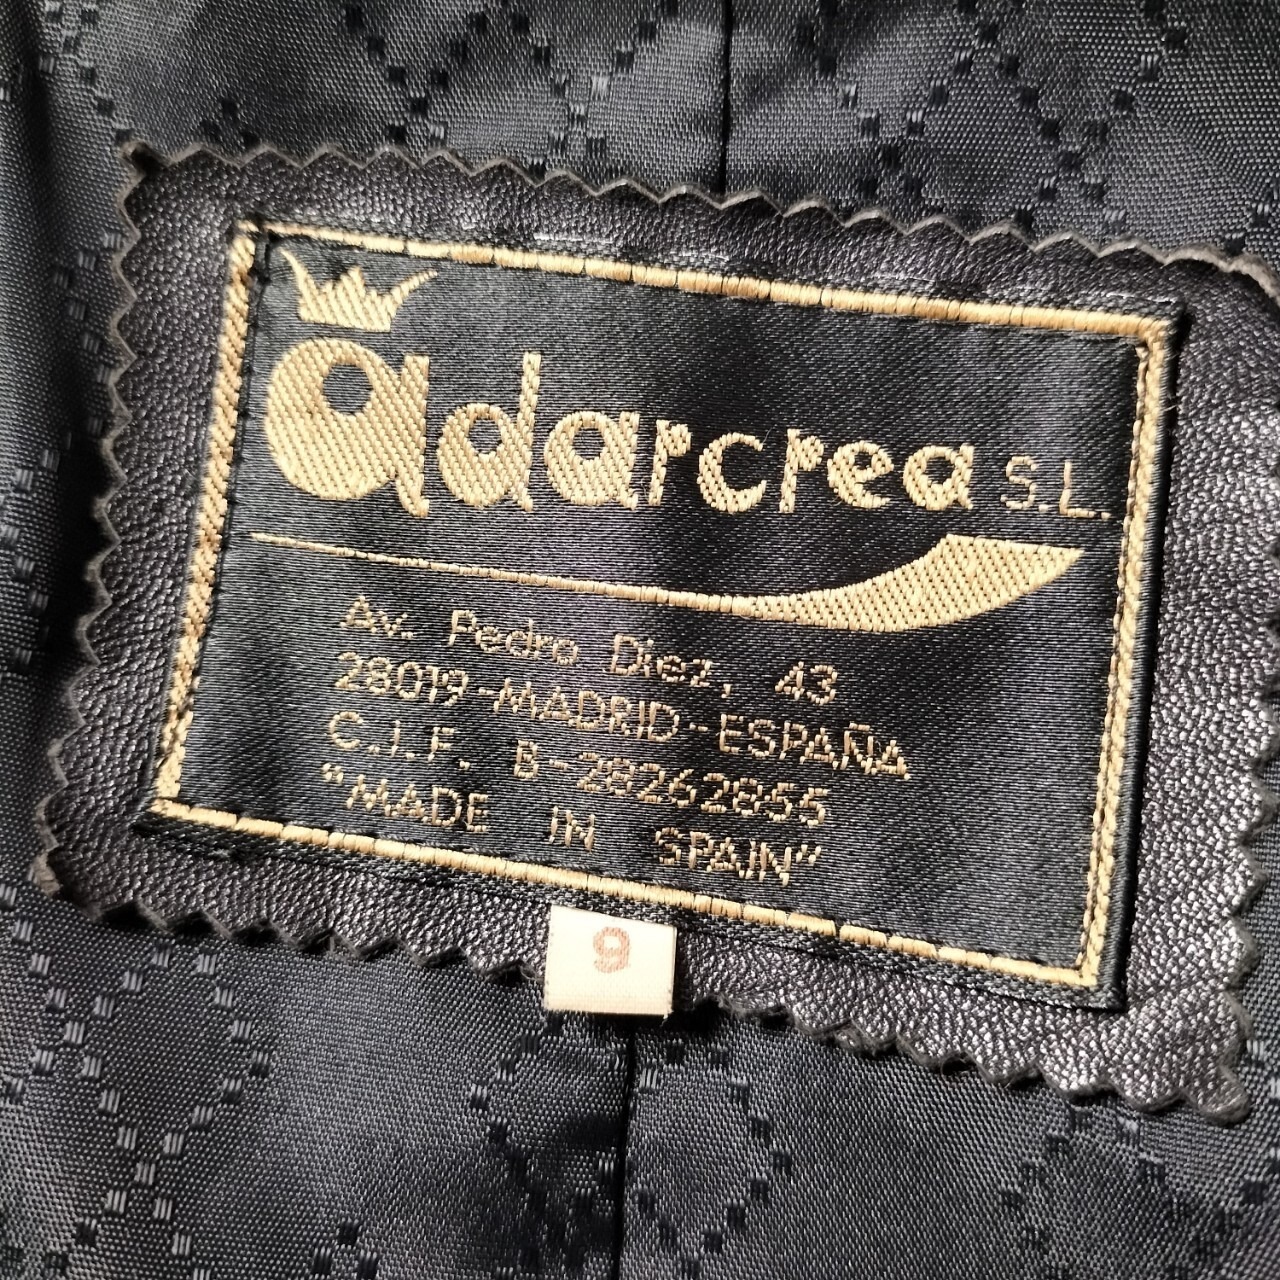 adarcrea S.L.
Av. Pedro Diez, 43
28019-MADRID-ESPAÑA
C.I.F. B-28262855
"MADE IN SPAIN"
9